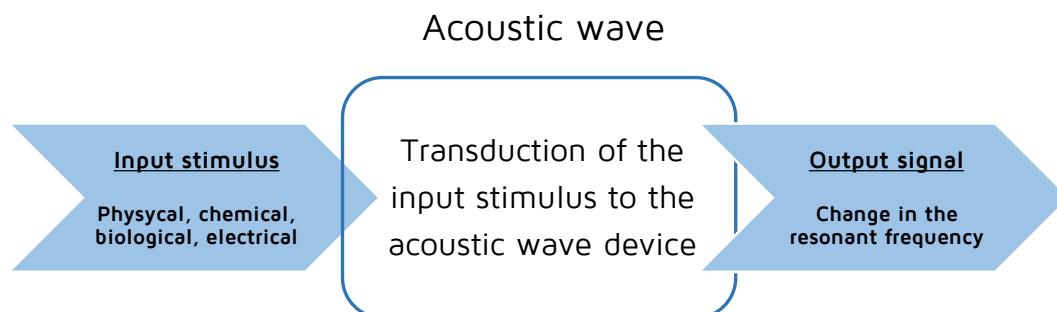 Acoustic wave
Input stimulus
Physycal, chemical,
biological, electrical
Transduction of the
input stimulus to the
acoustic wave device
Output signal
Change in the
resonant frequency